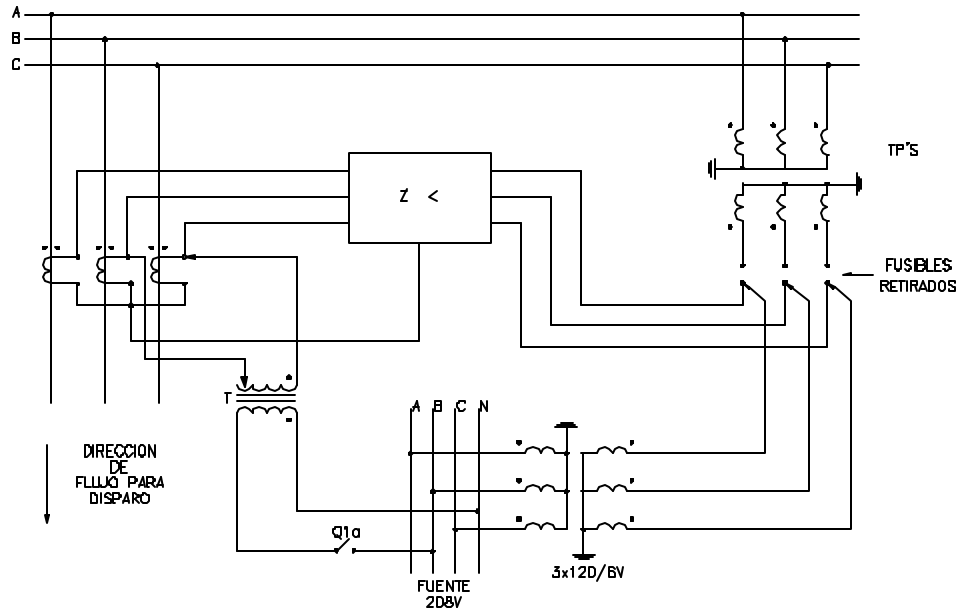 A
B
C
TP'S
Z <
FUSIBLES
RETIRADOS
T
A B C N
DIRECCION
DE
FLUJO PARA
DISPARO
Q1a
3x120/6V
FUENTE
208V